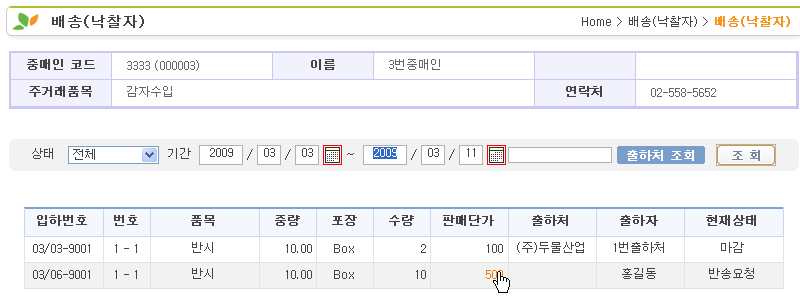 배송(낙찰자)
Home > 배송(낙찰자) > 배송(낙찰자)
중매인 코드 3333 (000003) 이름 3번중매인
주거래품목 감자수입 연락처 02-558-5652
상태 전체 기간 2009 / 03 / 03 ~ 2009 / 03 / 11 출하처 조회 조 회
입하번호 번호 품목 중량 포장 수량 판매단가 출하처 출하자 현재상태
03/03-9001 1 - 1 반시 10.00 Box 2 100 (주)두물산업 1번출하처 마감
03/06-9001 1 - 1 반시 10.00 Box 10 홍길동 반송요청